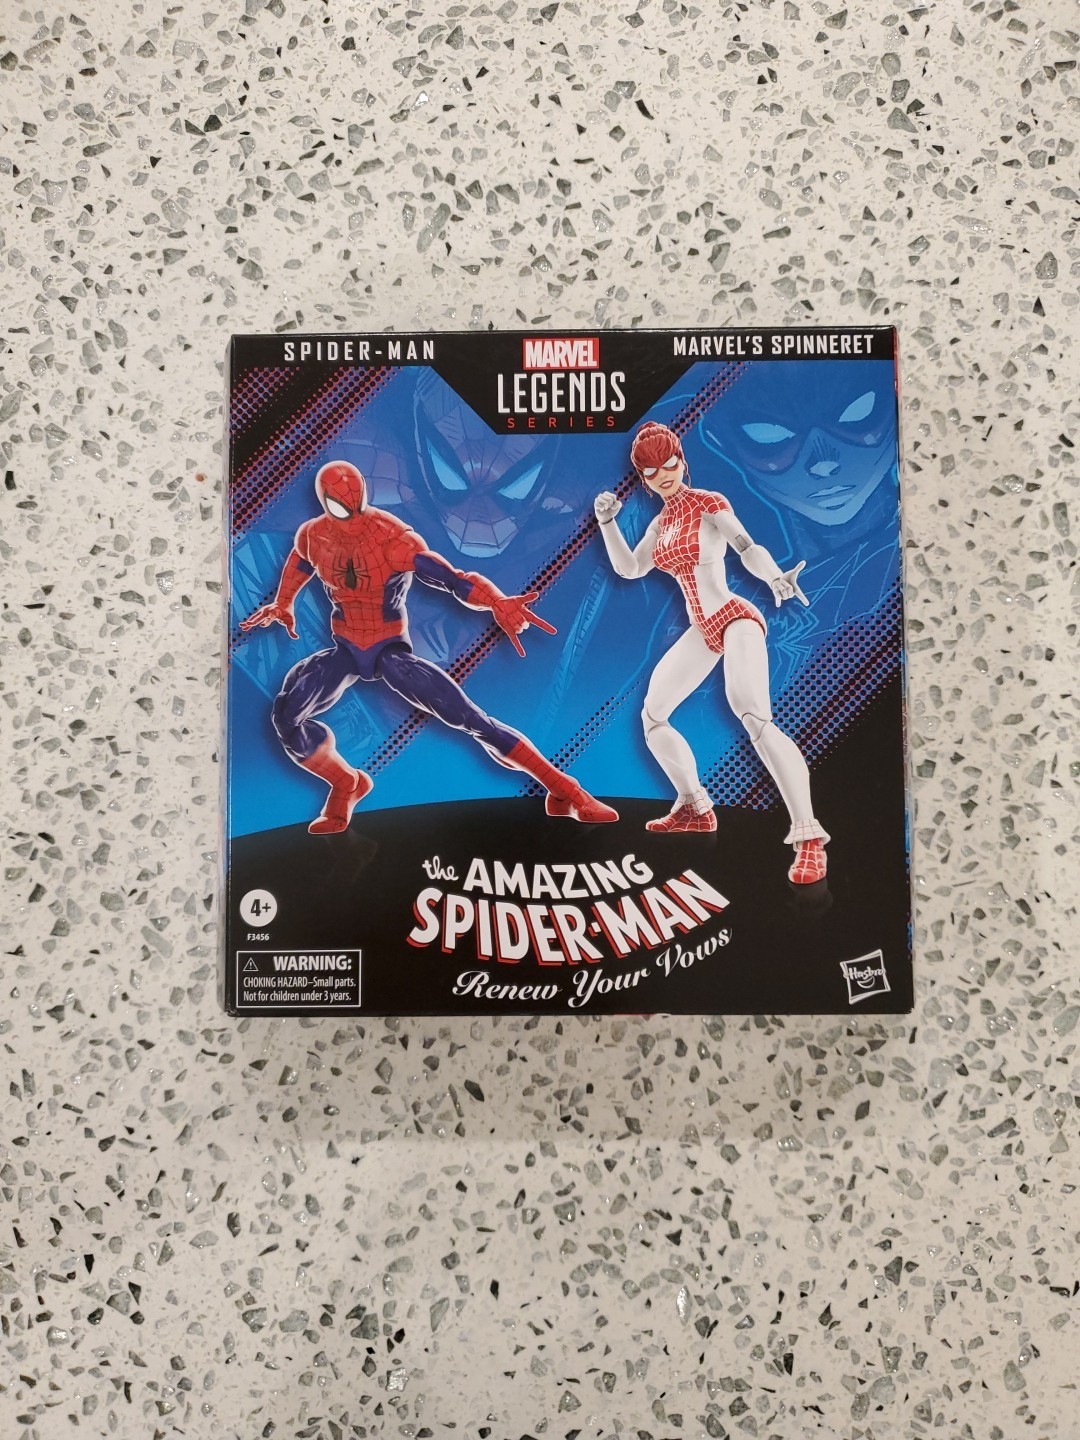 SPIDER-MAN
MARVEL
LEGENDS
SERIES
MARVEL'S SPINNERET
the AMAZING
SPIDER-MAN
Renew Your Vows
4+
F3456
WARNING:
CHOKING HAZARD–Small parts.
Not for children under 3 years.
Hasbro